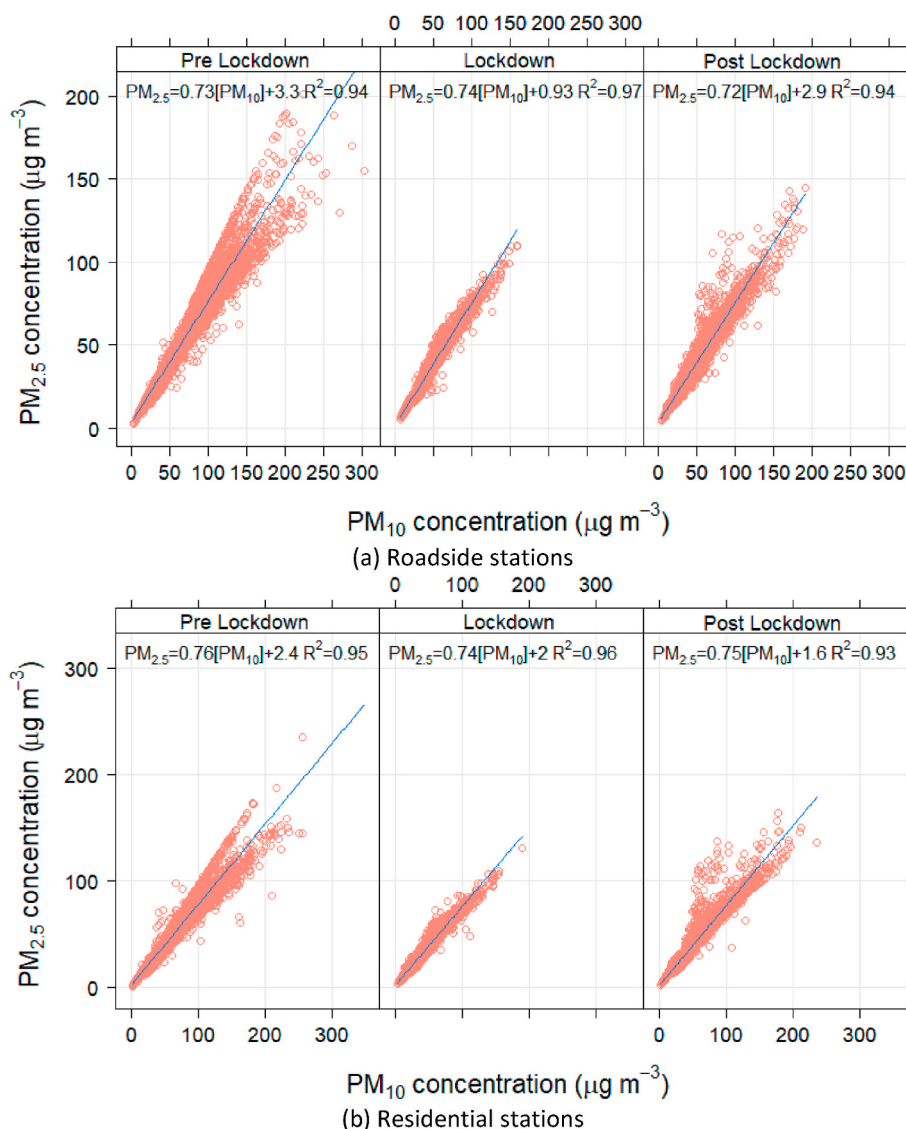 0 50 100 150 200 250 300
Pre Lockdown Lockdown Post Lockdown
PM2.5=0.73[PM10]+3.3 R²=0.94 PM2.5=0.74[PM10]+0.93 R²=0.97 PM2.5=0.72[PM10]+2.9 R²=0.94
200
150
100
50
0
PM2.5 concentration (μg m⁻³)
0 50 100 150 200 250 300 0 50 100 150 200 250 300
PM10 concentration (μg m⁻³)
(a) Roadside stations
0 100 200 300
Pre Lockdown Lockdown Post Lockdown
PM2.5=0.76[PM10]+2.4 R²=0.95 PM2.5=0.74[PM10]+2 R²=0.96 PM2.5=0.75[PM10]+1.6 R²=0.93
300
200
100
0
PM2.5 concentration (μg m⁻³)
0 100 200 300 0 100 200 300
PM10 concentration (μg m⁻³)
(b) Residential stations